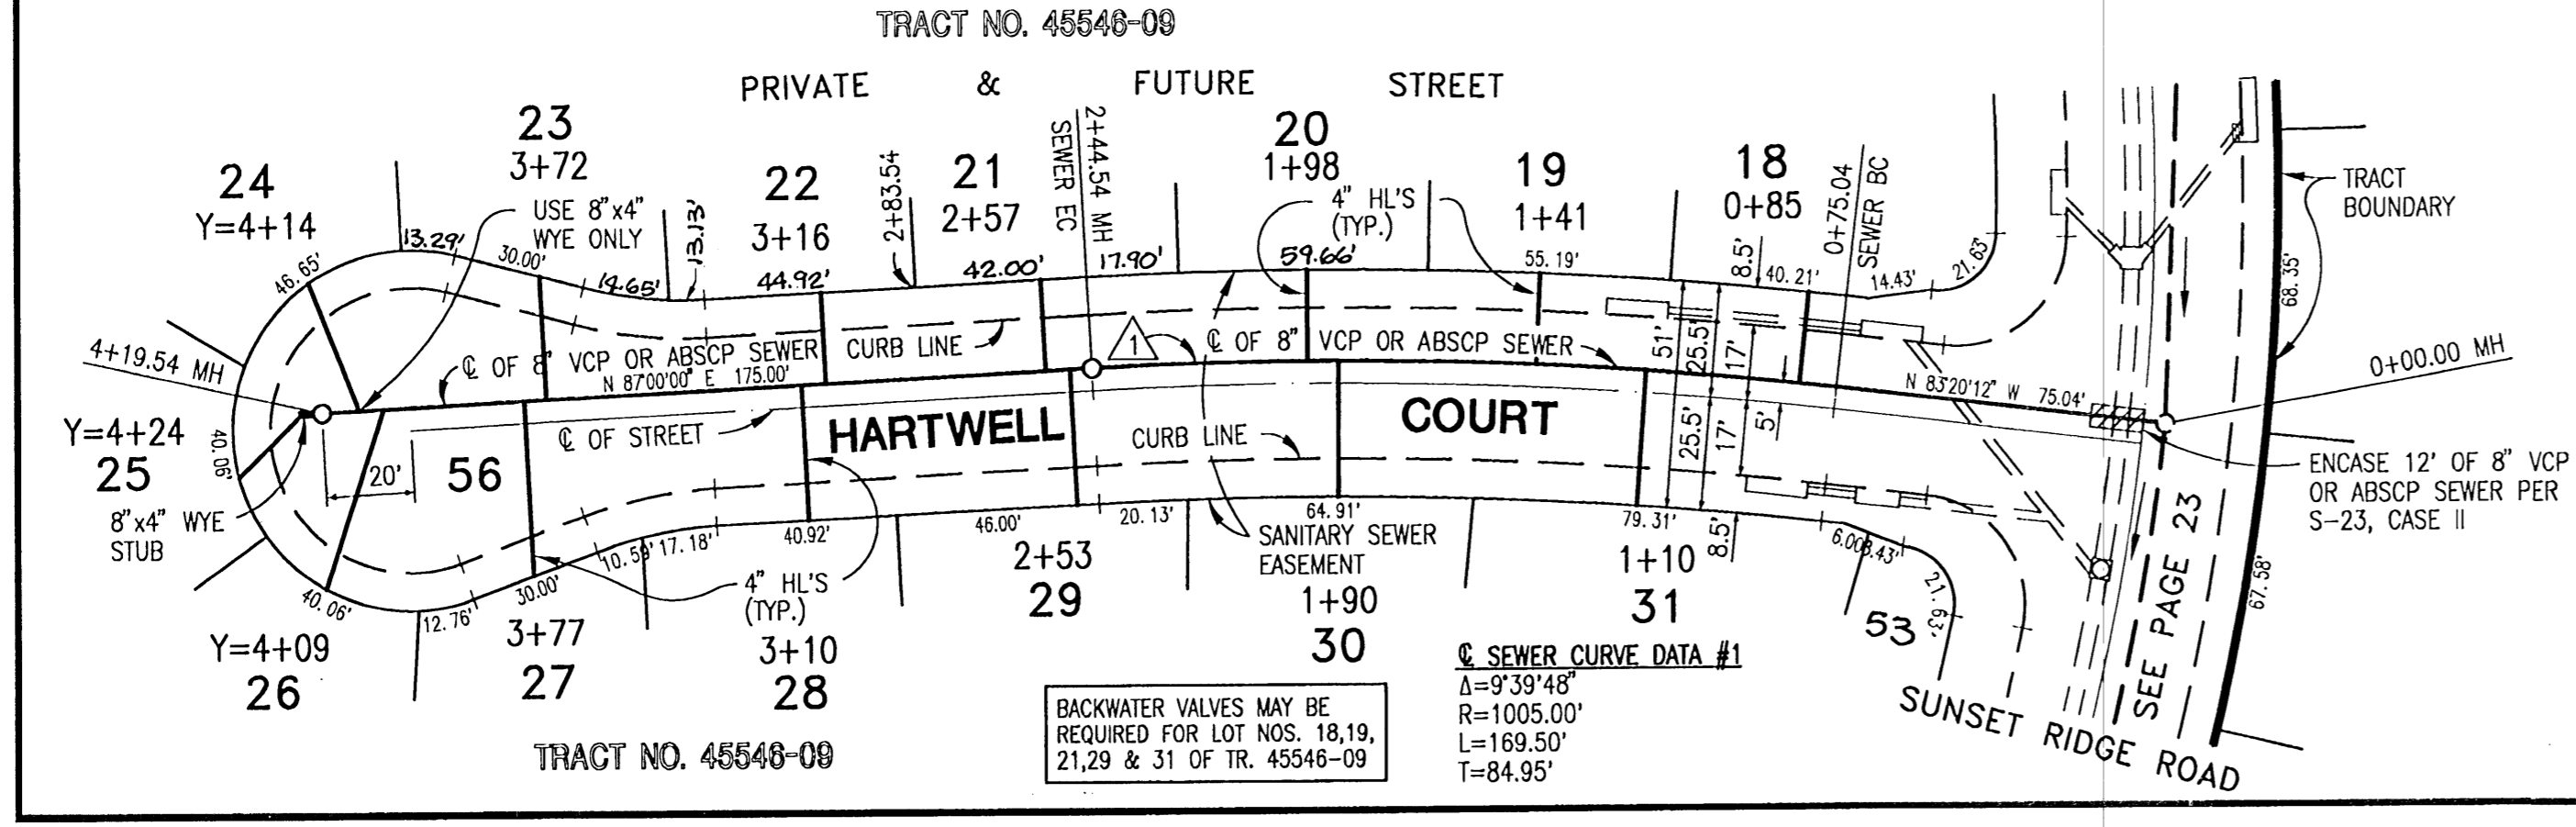 TRACT NO. 45546-09
PRIVATE & FUTURE STREET
24
Y=4+14
23
3+72
USE 8"x4"
WYE ONLY
22
3+16
2+83.54
21
2+57
2+44.54 MH
SEWER EC
20
1+98
4" HL'S
(TYP.)
19
1+41
18
0+85
0+75.04
SEWER BC
TRACT
BOUNDARY
46.65'
13.29'
30.00'
14.65'
13.13'
44.92'
42.00'
17.90'
59.66'
55.19'
8.5'
40.21'
14.43'
21.63'
68.35'
4+19.54 MH
℄ OF 8" VCP OR ABSCP SEWER
N 87°00'00" E 175.00'
CURB LINE
1
℄ OF 8" VCP OR ABSCP SEWER
51'
25.5'
17'
N 83°20'12" W 75.04'
0+00.00 MH
Y=4+24
25
40.06'
20'
56
℄ OF STREET
HARTWELL COURT
CURB LINE
25.5'
17'
5'
8"x4" WYE
STUB
ENCASE 12' OF 8" VCP
OR ABSCP SEWER PER
S-23, CASE II
40.06'
12.76'
30.00'
10.59'
17.18'
40.92'
46.00'
20.13'
64.91'
79.31'
8.5'
6.00
8.43'
21.63'
67.58'
4" HL'S
(TYP.)
SANITARY SEWER
EASEMENT
Y=4+09
26
3+77
27
3+10
28
2+53
29
1+90
30
1+10
31
53
SEE PAGE 23
SUNSET RIDGE ROAD
TRACT NO. 45546-09
BACKWATER VALVES MAY BE
REQUIRED FOR LOT NOS. 18,19,
21,29 & 31 OF TR. 45546-09
℄ SEWER CURVE DATA #1
Δ=9°39'48"
R=1005.00'
L=169.50'
T=84.95'